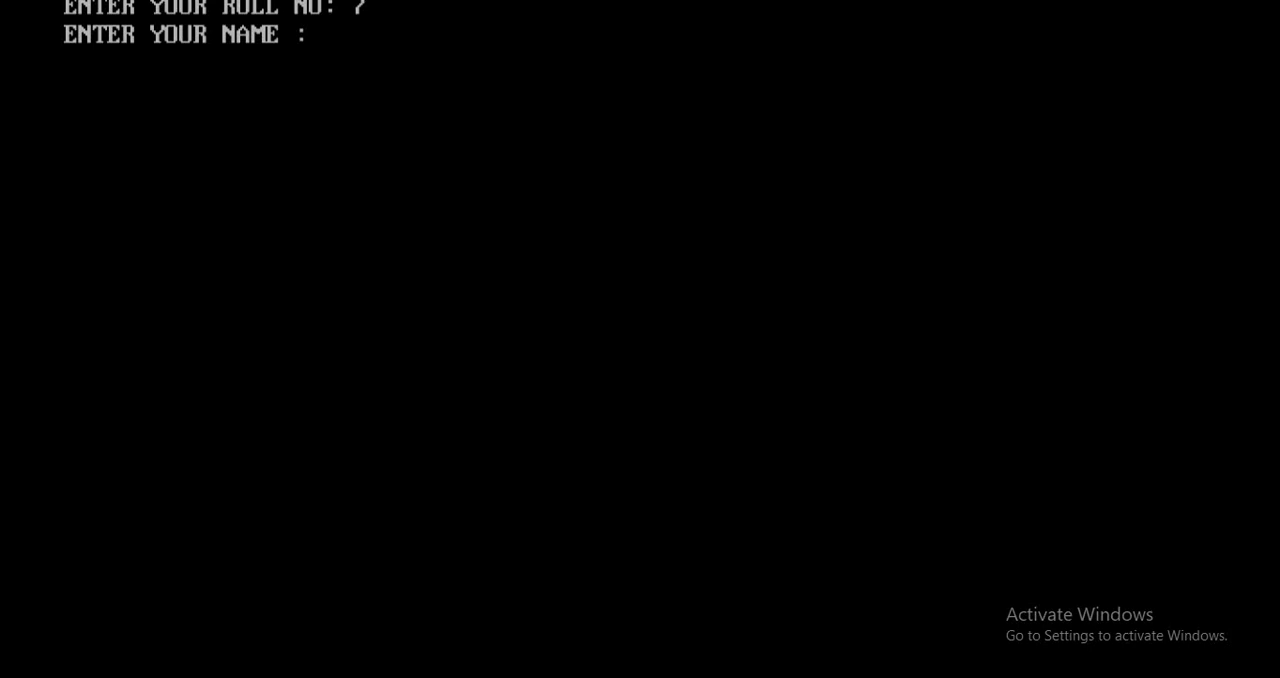 ENTER YOUR ROLL NO: 7
ENTER YOUR NAME :
Activate Windows
Go to Settings to activate Windows.